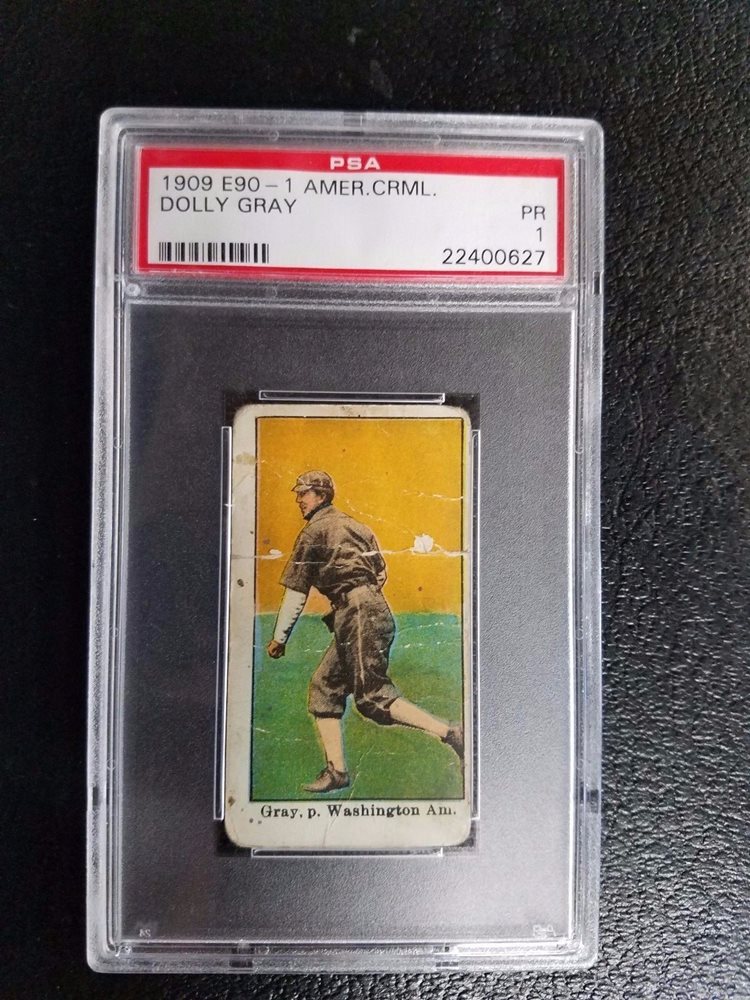 PSA
1909 E90-1 AMER.CRML.
DOLLY GRAY
PR
1
22400627
Gray, p. Washington Am.